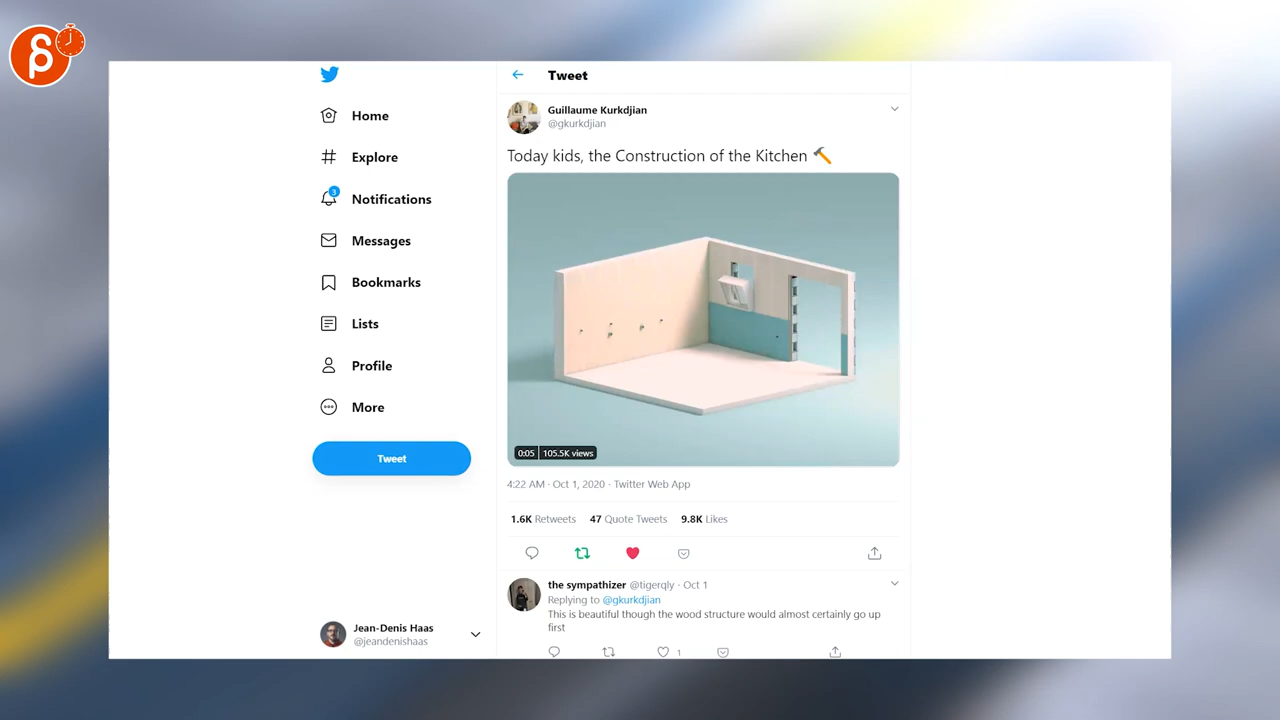 Tweet
Home
Explore
3
Notifications
Messages
Bookmarks
Lists
Profile
More
Tweet
Jean-Denis Haas
@jeandenishaas
Guillaume Kurkdjian
@gkurkdjian
Today kids, the Construction of the Kitchen 🔨
0:05 105.5K views
4:22 AM · Oct 1, 2020 · Twitter Web App
1.6K Retweets 47 Quote Tweets 9.8K Likes
the sympathizer @tigerqly · Oct 1
Replying to @gkurkdjian
This is beautiful though the wood structure would almost certainly go up
first
1